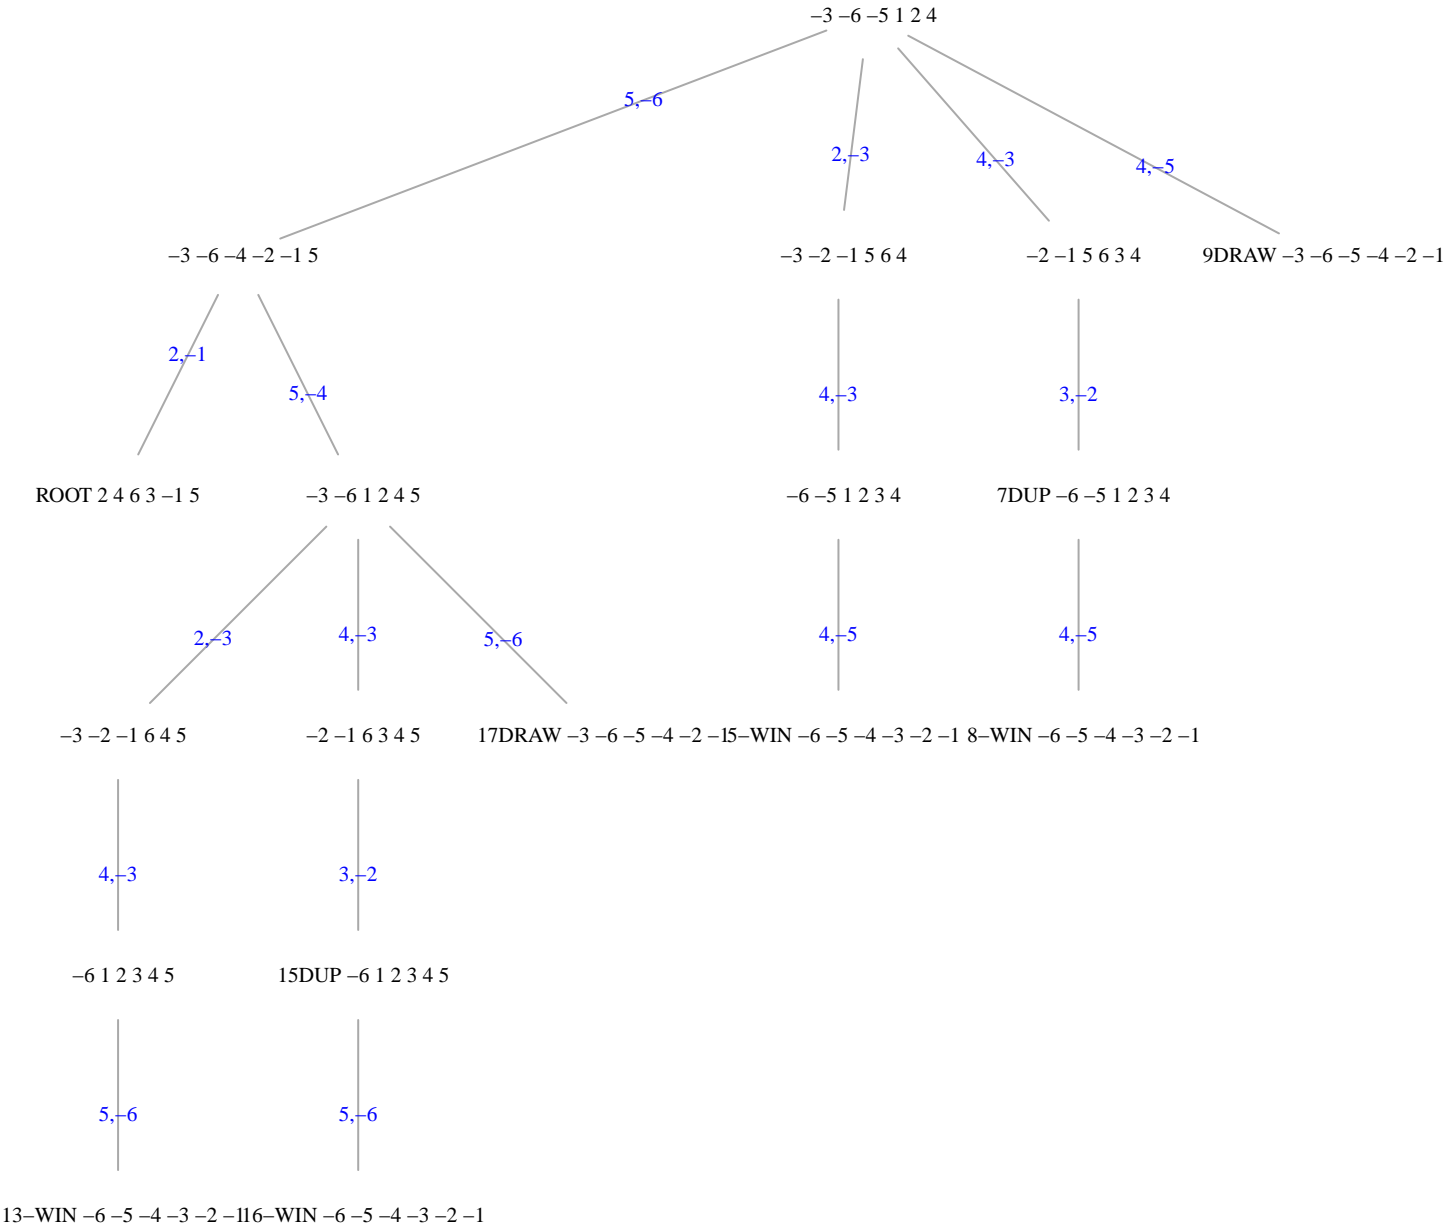 –3 –6 –5 1 2 4
5,–6
2,–3
4,–3
4,–5
–3 –6 –4 –2 –1 5
–3 –2 –1 5 6 4
–2 –1 5 6 3 4
9DRAW –3 –6 –5 –4 –2 –1
2,–1
5,–4
4,–3
3,–2
ROOT 2 4 6 3 –1 5
–3 –6 1 2 4 5
–6 –5 1 2 3 4
7DUP –6 –5 1 2 3 4
2,–3
4,–3
5,–6
4,–5
4,–5
–3 –2 –1 6 4 5
–2 –1 6 3 4 5
17DRAW –3 –6 –5 –4 –2 –1
5–WIN –6 –5 –4 –3 –2 –1
8–WIN –6 –5 –4 –3 –2 –1
4,–3
3,–2
–6 1 2 3 4 5
15DUP –6 1 2 3 4 5
5,–6
5,–6
13–WIN –6 –5 –4 –3 –2 –1
16–WIN –6 –5 –4 –3 –2 –1